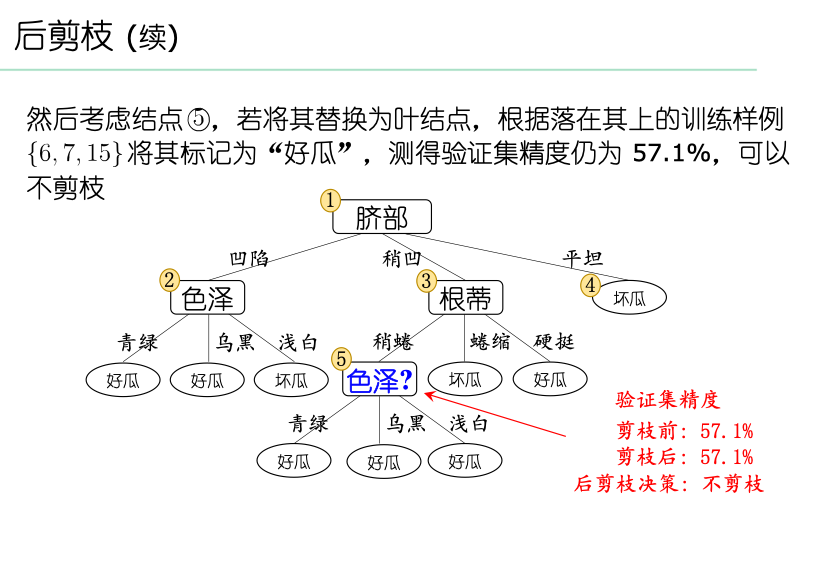 后剪枝 (续)
然后考虑结点⑤，若将其替换为叶结点，根据落在其上的训练样例
{6, 7, 15}将其标记为“好瓜”，测得验证集精度仍为 57.1%，可以
不剪枝
1
脐部
凹陷 稍凹 平坦
2 3 4
色泽 根蒂 坏瓜
青绿 乌黑 浅白 稍蜷 蜷缩 硬挺
5
好瓜 好瓜 坏瓜 色泽? 坏瓜 好瓜
验证集精度
青绿 乌黑 浅白
剪枝前: 57.1%
剪枝后: 57.1%
好瓜 好瓜 好瓜
后剪枝决策: 不剪枝